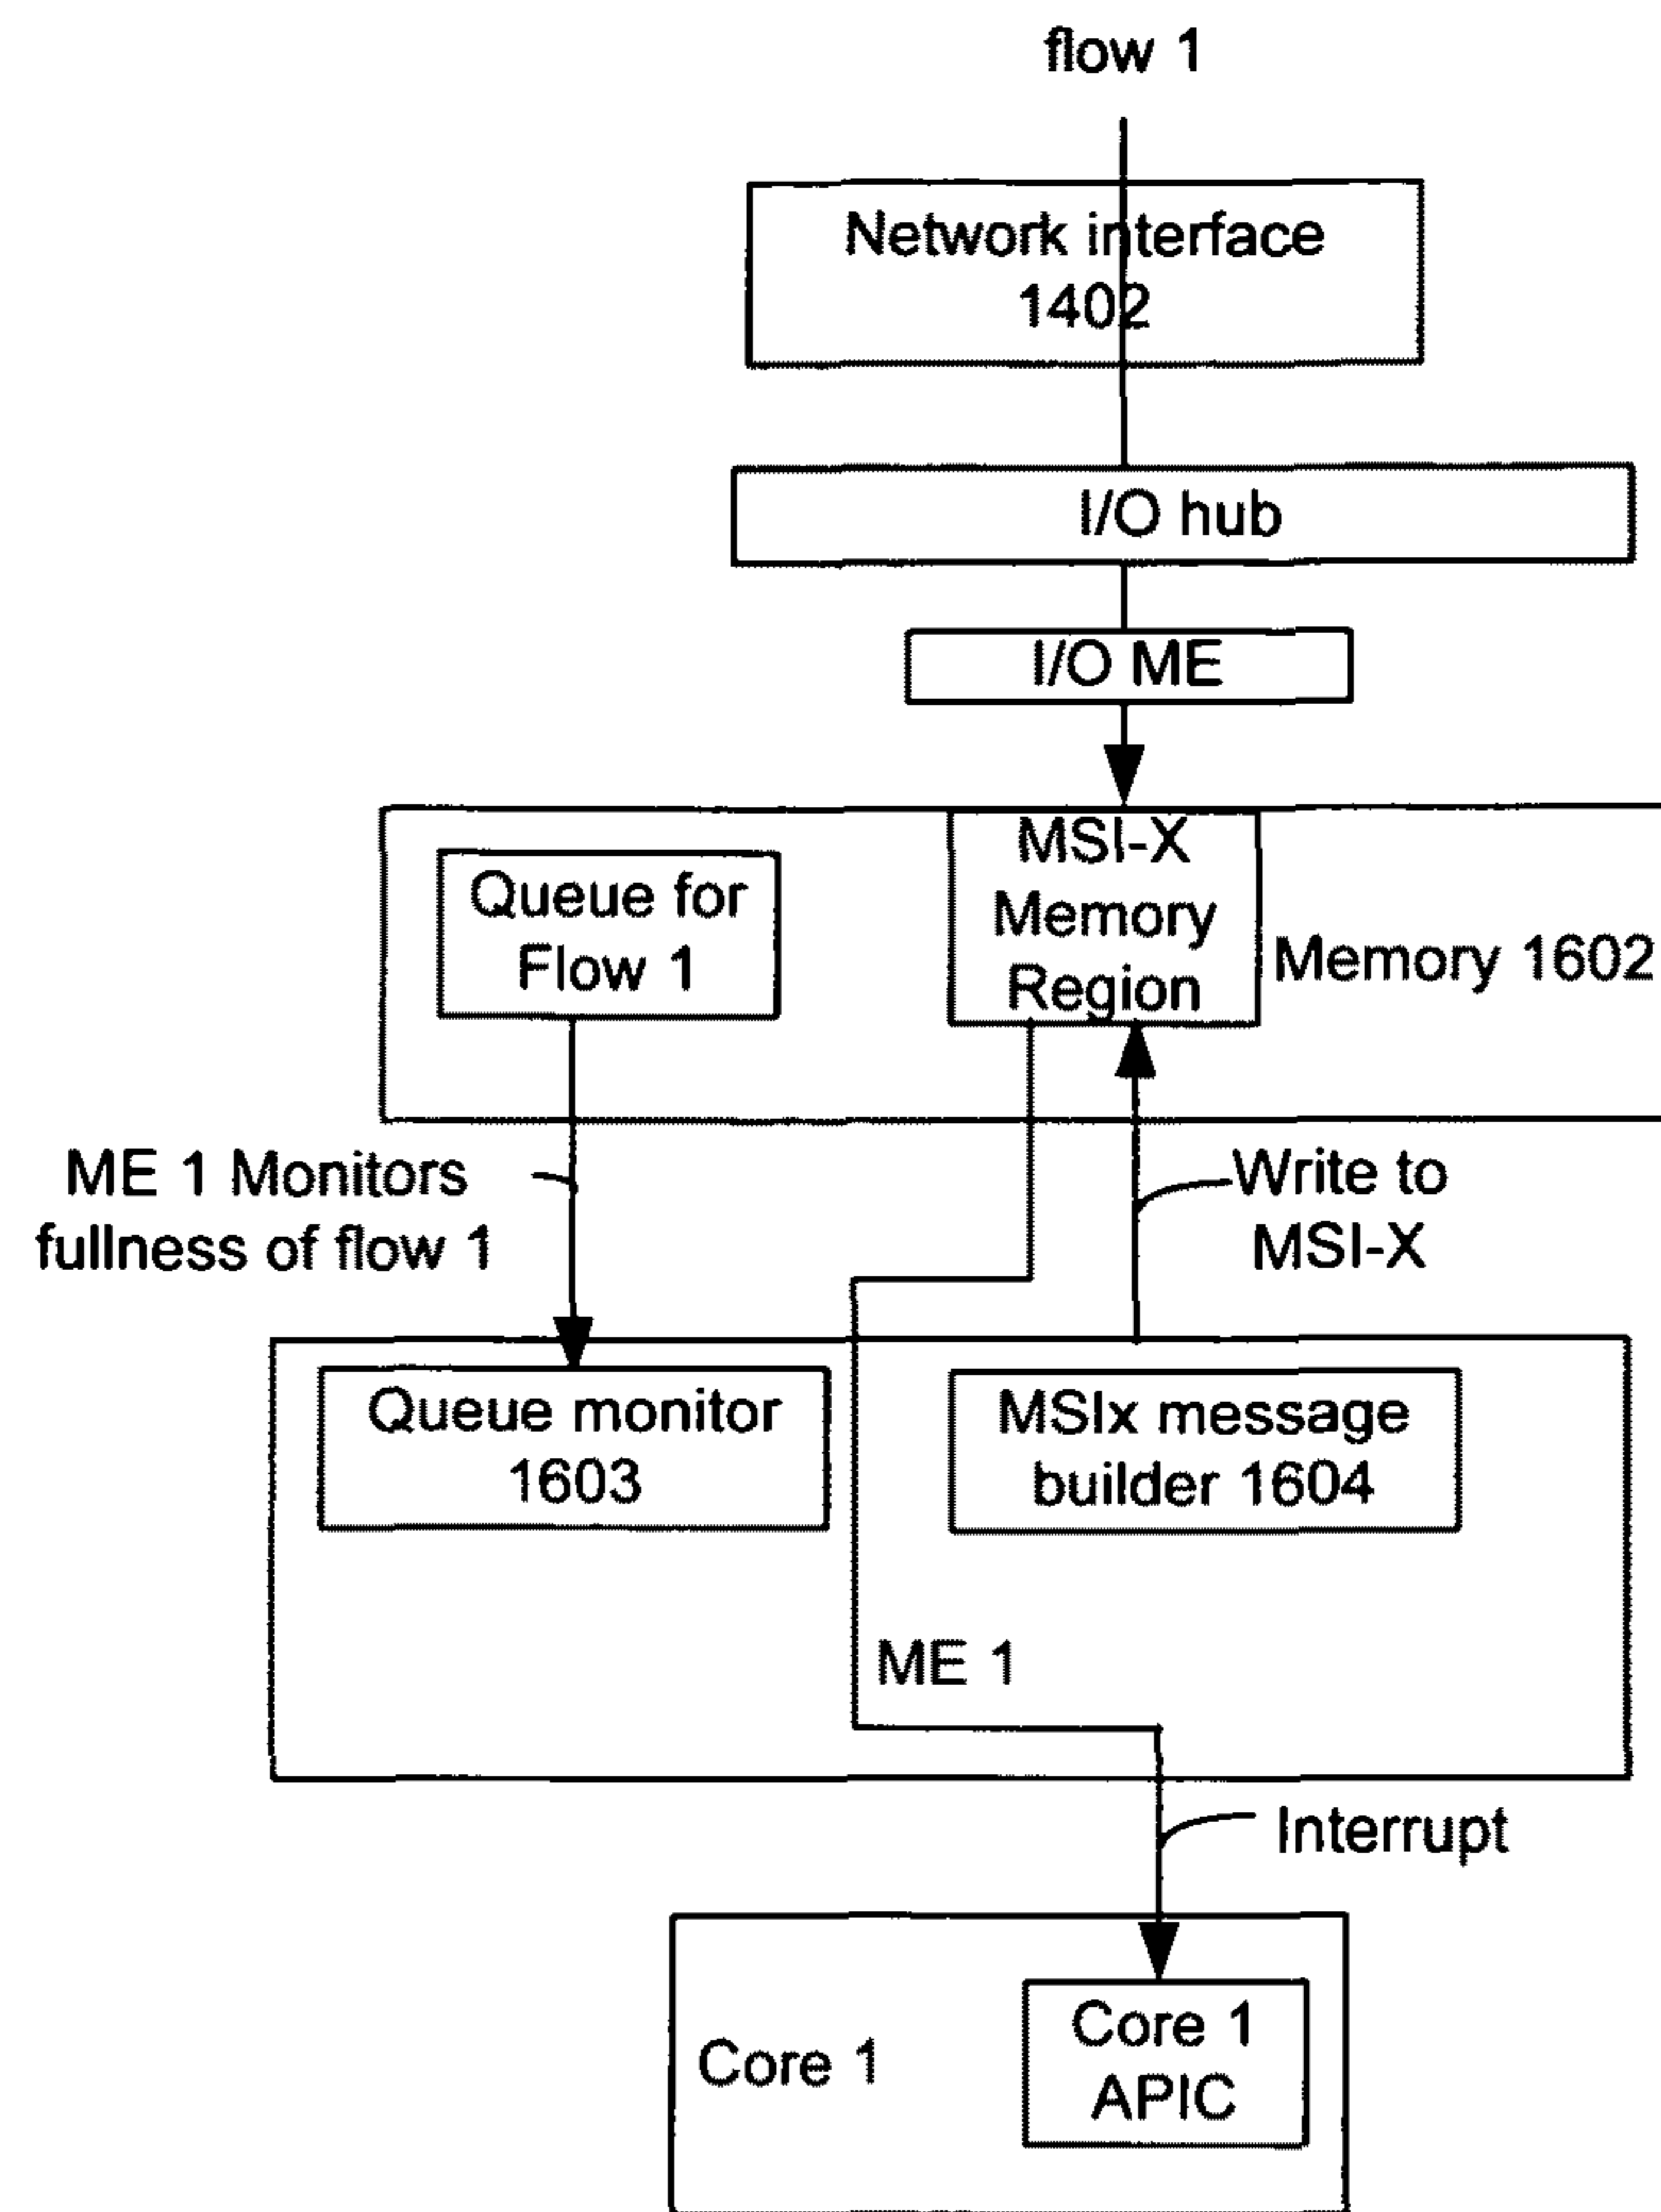 flow 1
Network interface
1402
I/O hub
I/O ME
Queue for
Flow 1
MSI-X
Memory
Region
Memory 1602
ME 1 Monitors
fullness of flow 1
Write to
MSI-X
Queue monitor
1603
MSIx message
builder 1604
ME 1
Interrupt
Core 1
Core 1
APIC